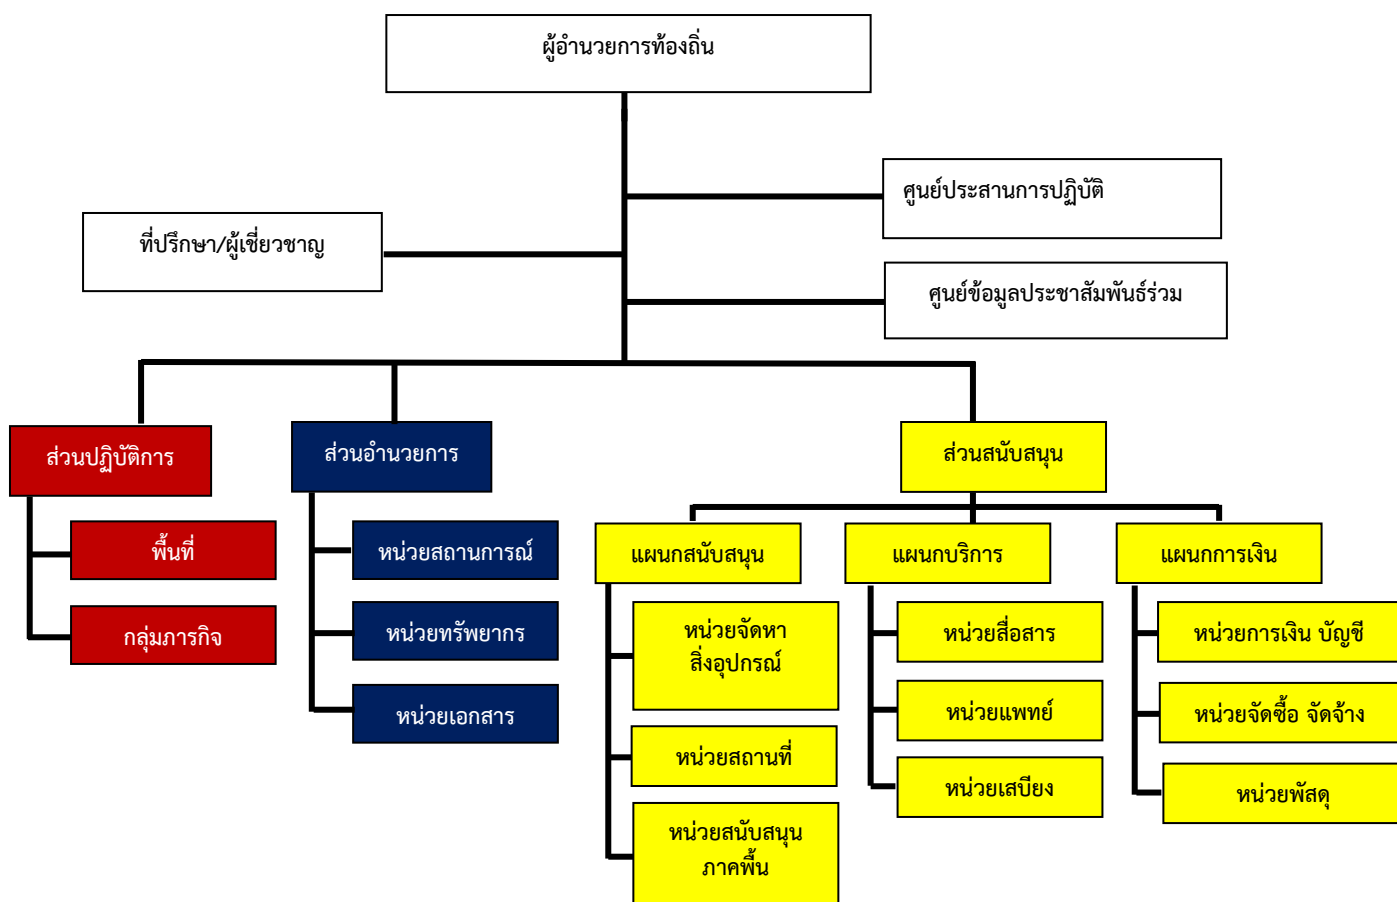 ผู้อำนวยการท้องถิ่น
ศูนย์ประสานการปฏิบัติ
ที่ปรึกษา/ผู้เชี่ยวชาญ
ศูนย์ข้อมูลประชาสัมพันธ์ร่วม
ส่วนปฏิบัติการ
ส่วนอำนวยการ
ส่วนสนับสนุน
พื้นที่
กลุ่มภารกิจ
หน่วยสถานการณ์
หน่วยทรัพยากร
หน่วยเอกสาร
แผนกสนับสนุน
หน่วยจัดหา
สิ่งอุปกรณ์
หน่วยสถานที่
หน่วยสนับสนุน
ภาคพื้น
แผนกบริการ
หน่วยสื่อสาร
หน่วยแพทย์
หน่วยเสบียง
แผนกการเงิน
หน่วยการเงิน บัญชี
หน่วยจัดซื้อ จัดจ้าง
หน่วยพัสดุ